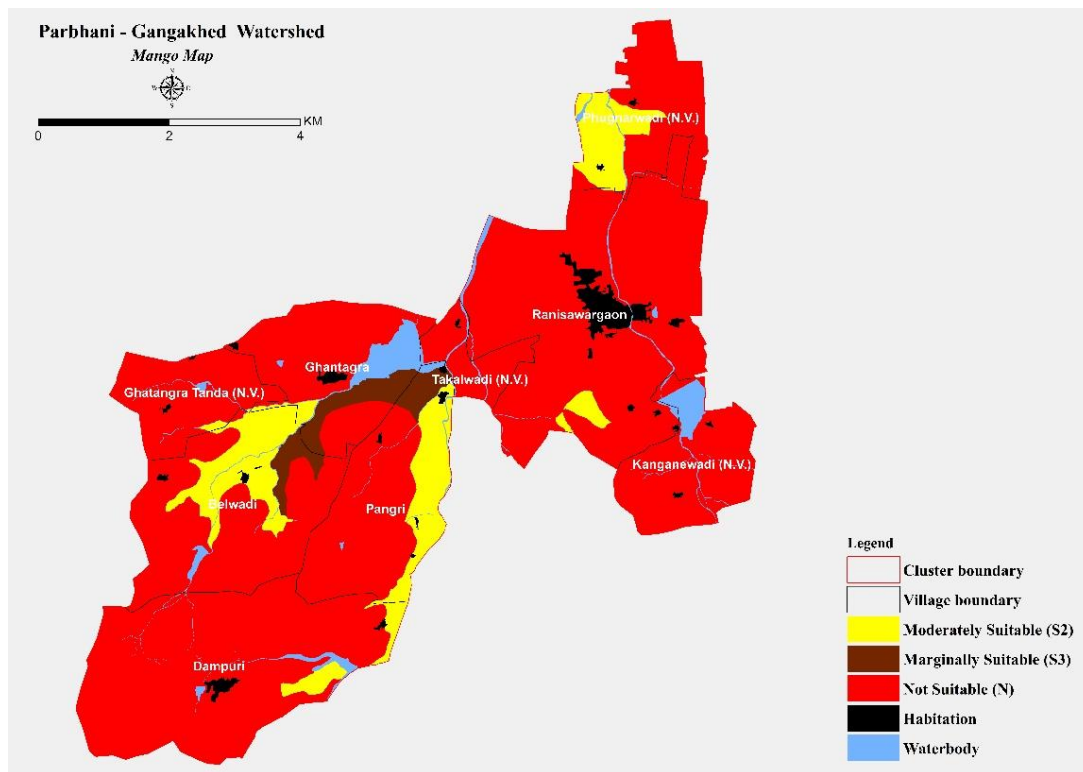 Parbhani - Gangakhed Watershed
Mango Map
N
W
E
S
0 2 4 KM
Phugnarwadi (N.V.)
Ranisawargaon
Ghantagra
Takalwadi (N.V.)
Ghatangra Tanda (N.V.)
Kanganewadi (N.V.)
Belwadi
Pangri
Dampuri
Legend
Cluster boundary
Village boundary
Moderately Suitable (S2)
Marginally Suitable (S3)
Not Suitable (N)
Habitation
Waterbody